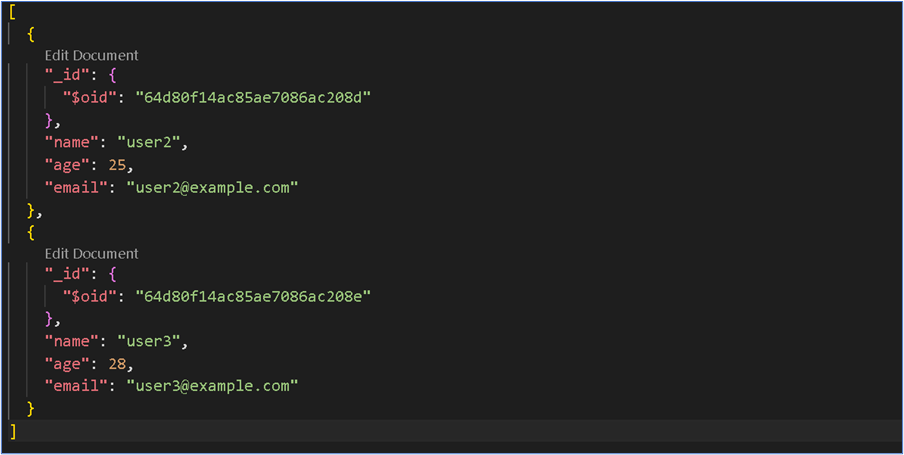 [
{
Edit Document
"_id": {
"$oid": "64d80f14ac85ae7086ac208d"
},
"name": "user2",
"age": 25,
"email": "user2@example.com"
},
{
Edit Document
"_id": {
"$oid": "64d80f14ac85ae7086ac208e"
},
"name": "user3",
"age": 28,
"email": "user3@example.com"
}
]